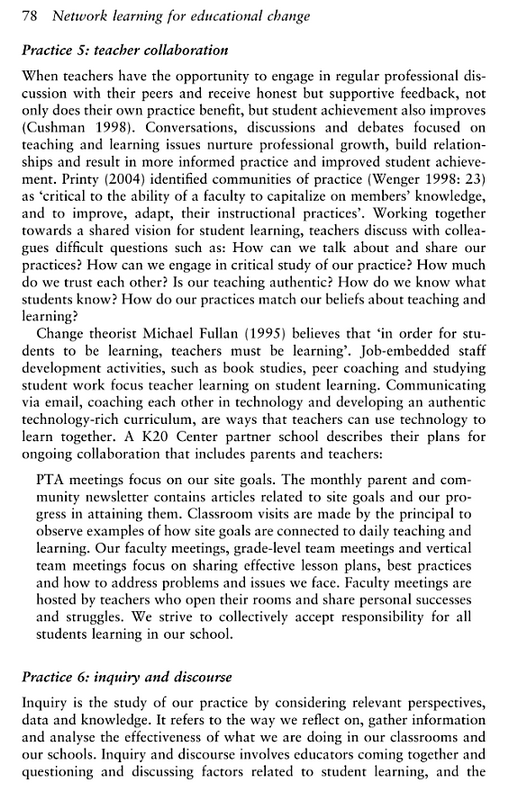 78 Network learning for educational change
Practice 5: teacher collaboration
When teachers have the opportunity to engage in regular professional dis-
cussion with their peers and receive honest but supportive feedback, not
only does their own practice benefit, but student achievement also improves
(Cushman 1998). Conversations, discussions and debates focused on
teaching and learning issues nurture professional growth, build relation-
ships and result in more informed practice and improved student achieve-
ment. Printy (2004) identified communities of practice (Wenger 1998: 23)
as ‘critical to the ability of a faculty to capitalize on members’ knowledge,
and to improve, adapt, their instructional practices’. Working together
towards a shared vision for student learning, teachers discuss with collea-
gues difficult questions such as: How can we talk about and share our
practices? How can we engage in critical study of our practice? How much
do we trust each other? Is our teaching authentic? How do we know what
students know? How do our practices match our beliefs about teaching and
learning?
Change theorist Michael Fullan (1995) believes that ‘in order for stu-
dents to be learning, teachers must be learning’. Job-embedded staff
development activities, such as book studies, peer coaching and studying
student work focus teacher learning on student learning. Communicating
via email, coaching each other in technology and developing an authentic
technology-rich curriculum, are ways that teachers can use technology to
learn together. A K20 Center partner school describes their plans for
ongoing collaboration that includes parents and teachers:
PTA meetings focus on our site goals. The monthly parent and com-
munity newsletter contains articles related to site goals and our pro-
gress in attaining them. Classroom visits are made by the principal to
observe examples of how site goals are connected to daily teaching and
learning. Our faculty meetings, grade-level team meetings and vertical
team meetings focus on sharing effective lesson plans, best practices
and how to address problems and issues we face. Faculty meetings are
hosted by teachers who open their rooms and share personal successes
and struggles. We strive to collectively accept responsibility for all
students learning in our school.
Practice 6: inquiry and discourse
Inquiry is the study of our practice by considering relevant perspectives,
data and knowledge. It refers to the way we reflect on, gather information
and analyse the effectiveness of what we are doing in our classrooms and
our schools. Inquiry and discourse involves educators coming together and
questioning and discussing factors related to student learning, and the